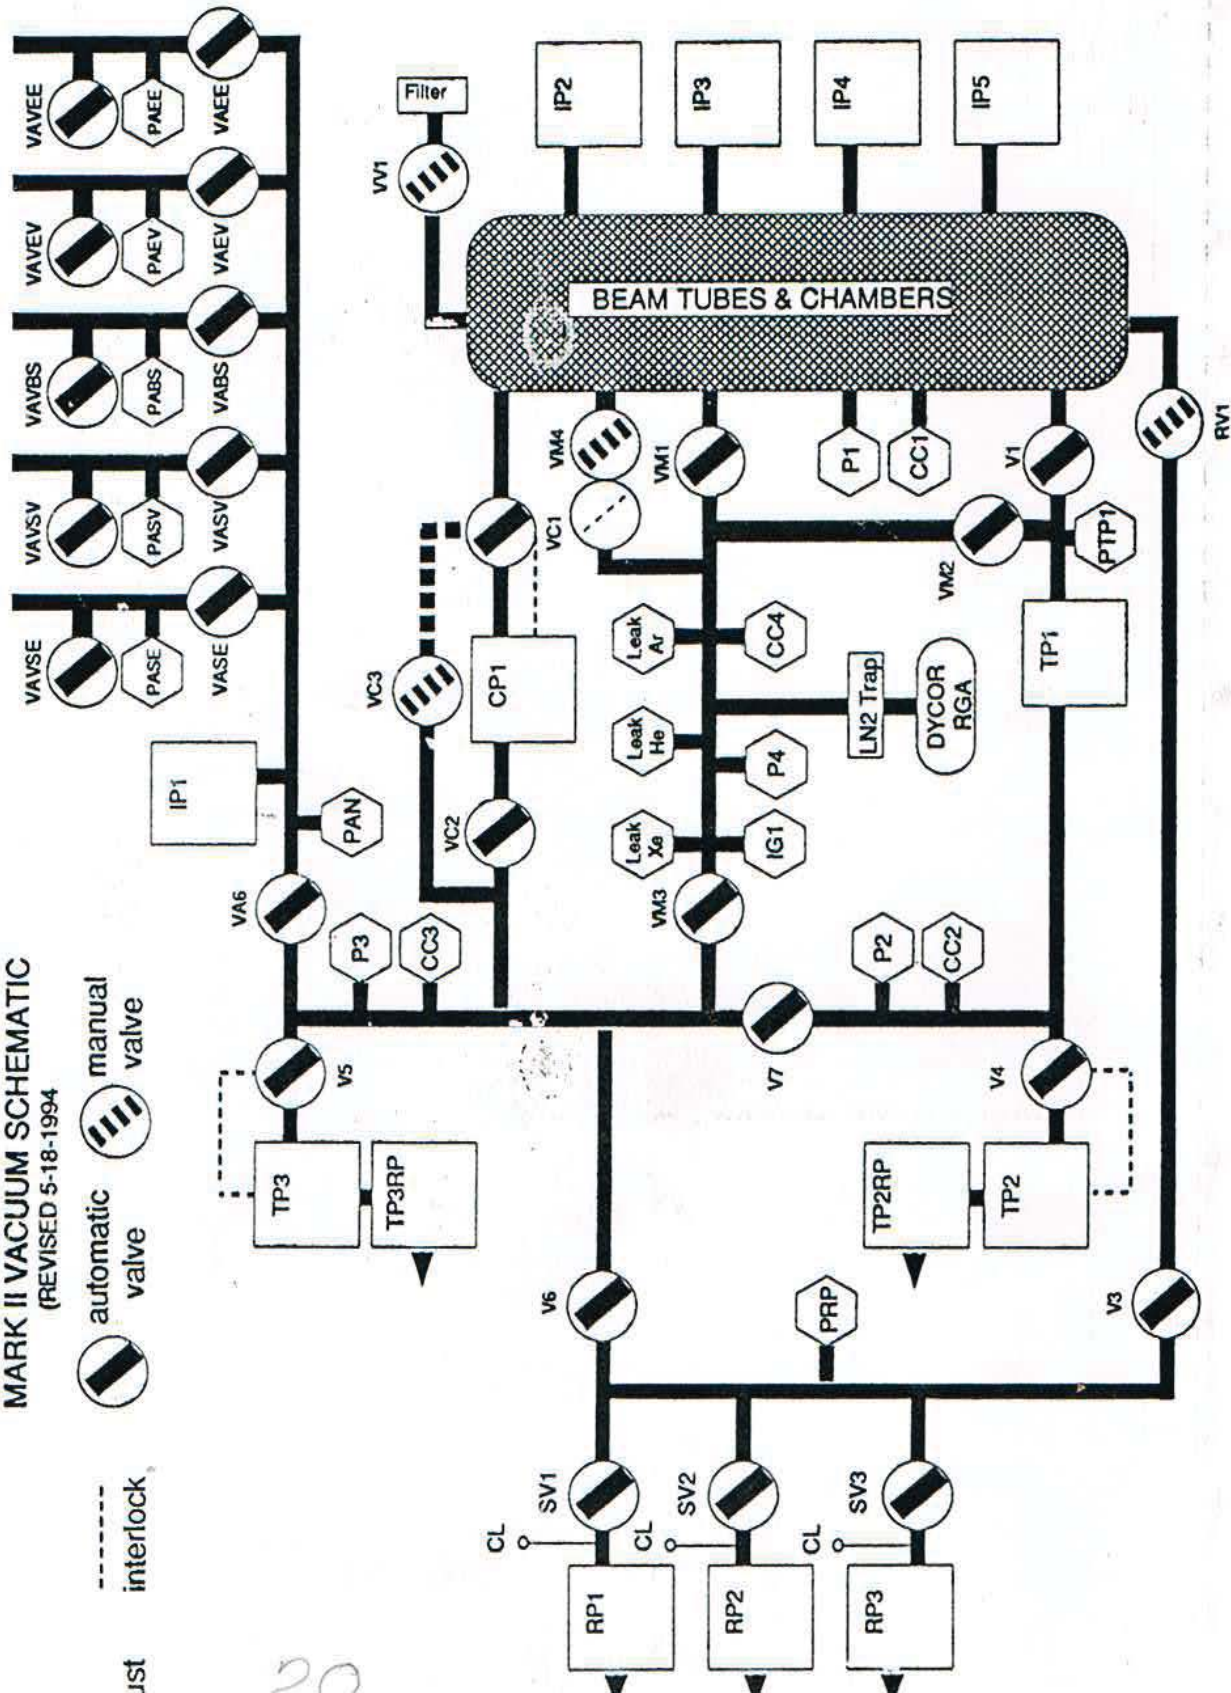 MARK II VACUUM SCHEMATIC
(REVISED 5-18-1994
automatic
valve
manual
valve
interlock
ust
VAVSE
VAVSV
VAVBS
VAVEV
VAVEE
PASE
PASV
PABS
PAEV
PAEE
VASE
VASV
VABS
VAEV
VAEE
IP1
PAN
VA6
P3
CC3
V5
TP3
TP3RP
Filter
VV1
IP2
IP3
IP4
IP5
BEAM TUBES & CHAMBERS
VC3
CP1
VC1
VC2
VM4
VM1
Leak
Ar
Leak
He
Leak
Xe
CC4
P4
IG1
VM3
LN2 Trap
DYCOR
RGA
P1
CC1
V1
VM2
PTP1
TP1
RV1
P2
CC2
V7
V4
TP2RP
TP2
V6
PRP
V3
SV1
SV2
SV3
CL
CL
CL
RP1
RP2
RP3